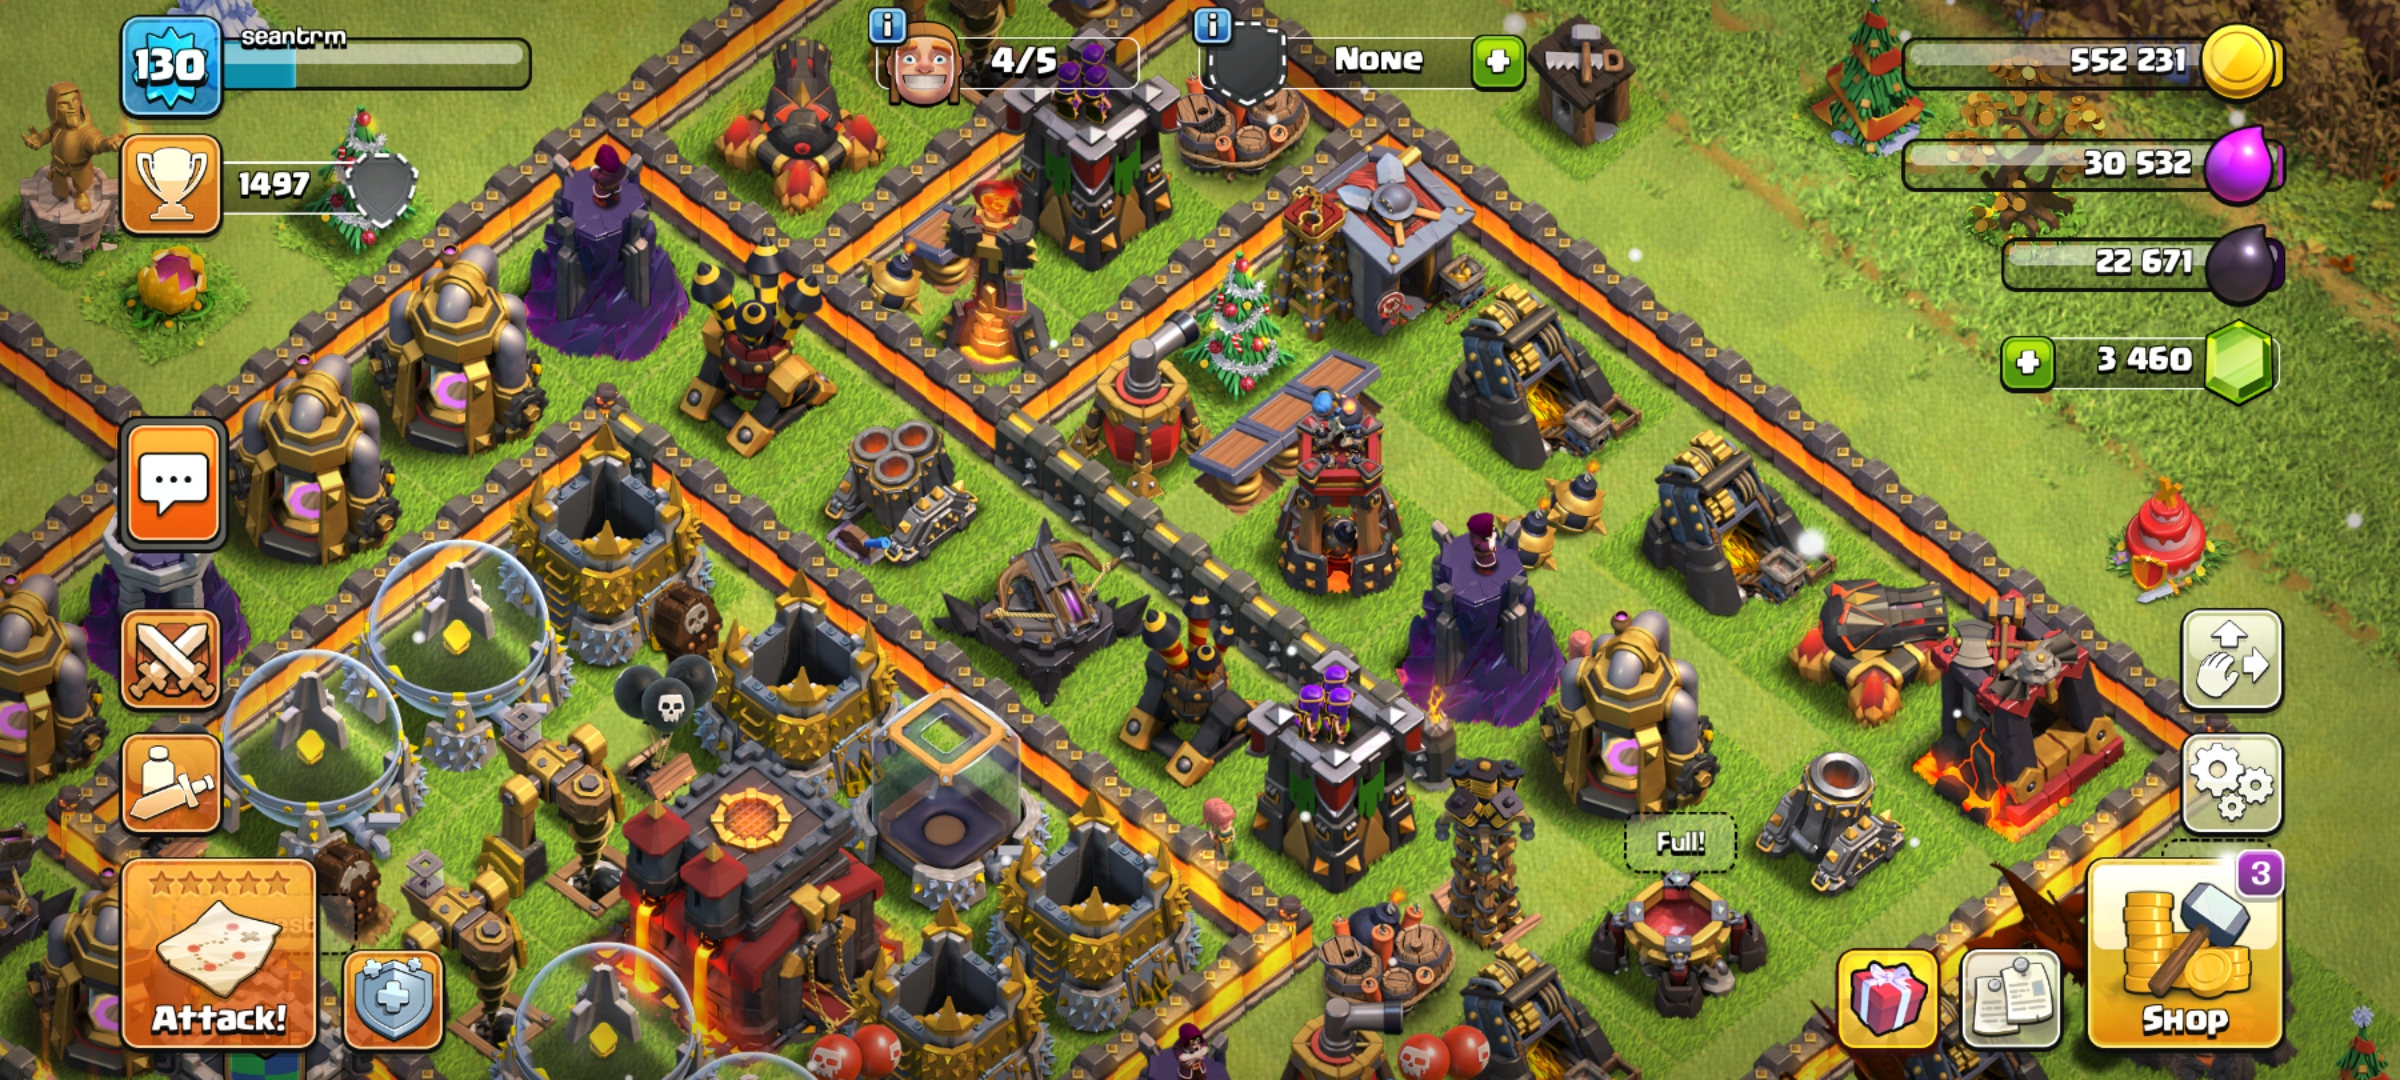 130
seantrm
i
4/5
i
None
552 231
1497
30 532
22 671
3 460
Full!
3
Attack!
Shop